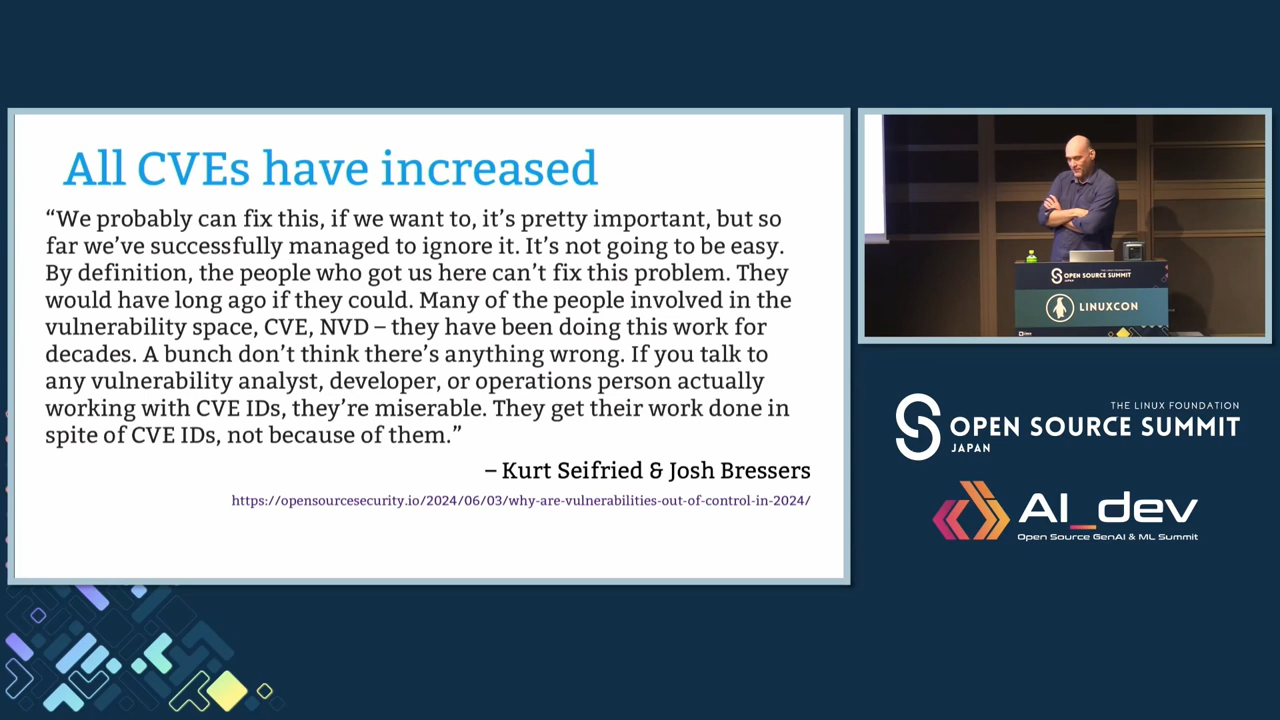 All CVEs have increased
“We probably can fix this, if we want to, it’s pretty important, but so
far we’ve successfully managed to ignore it. It’s not going to be easy.
By definition, the people who got us here can’t fix this problem. They
would have long ago if they could. Many of the people involved in the
vulnerability space, CVE, NVD – they have been doing this work for
decades. A bunch don’t think there’s anything wrong. If you talk to
any vulnerability analyst, developer, or operations person actually
working with CVE IDs, they’re miserable. They get their work done in
spite of CVE IDs, not because of them.”
– Kurt Seifried & Josh Bressers
https://opensourcesecurity.io/2024/06/03/why-are-vulnerabilities-out-of-control-in-2024/
OPEN SOURCE SUMMIT
LINUXCON
THE LINUX FOUNDATION
OPEN SOURCE SUMMIT
JAPAN
AI_dev
Open Source GenAI & ML Summit